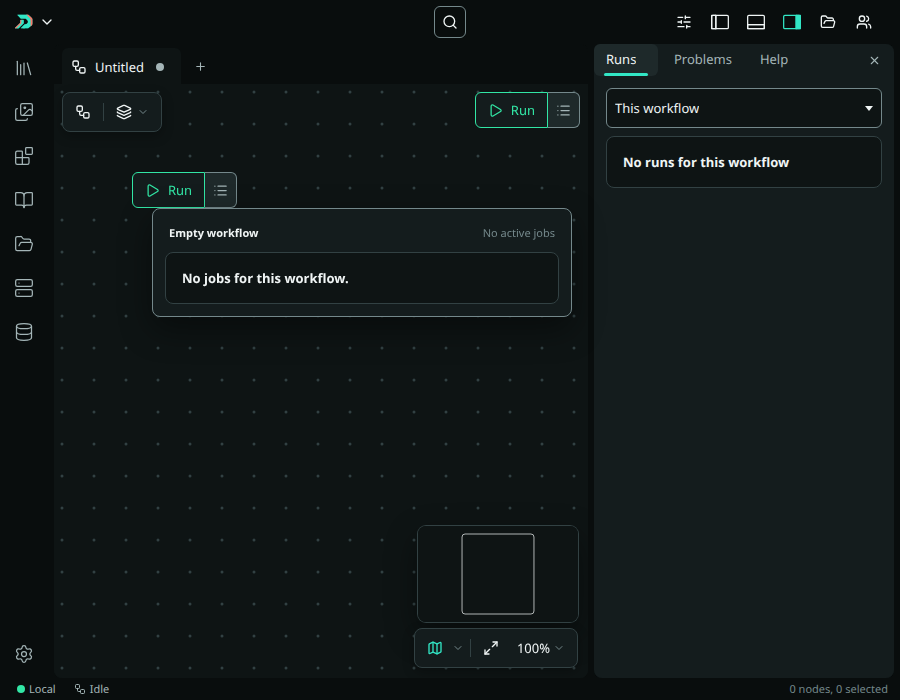 Untitled
Run
Run
Empty workflow
No active jobs
No jobs for this workflow.
100%
Runs
Problems
Help
This workflow
No runs for this workflow
Local
Idle
0 nodes, 0 selected